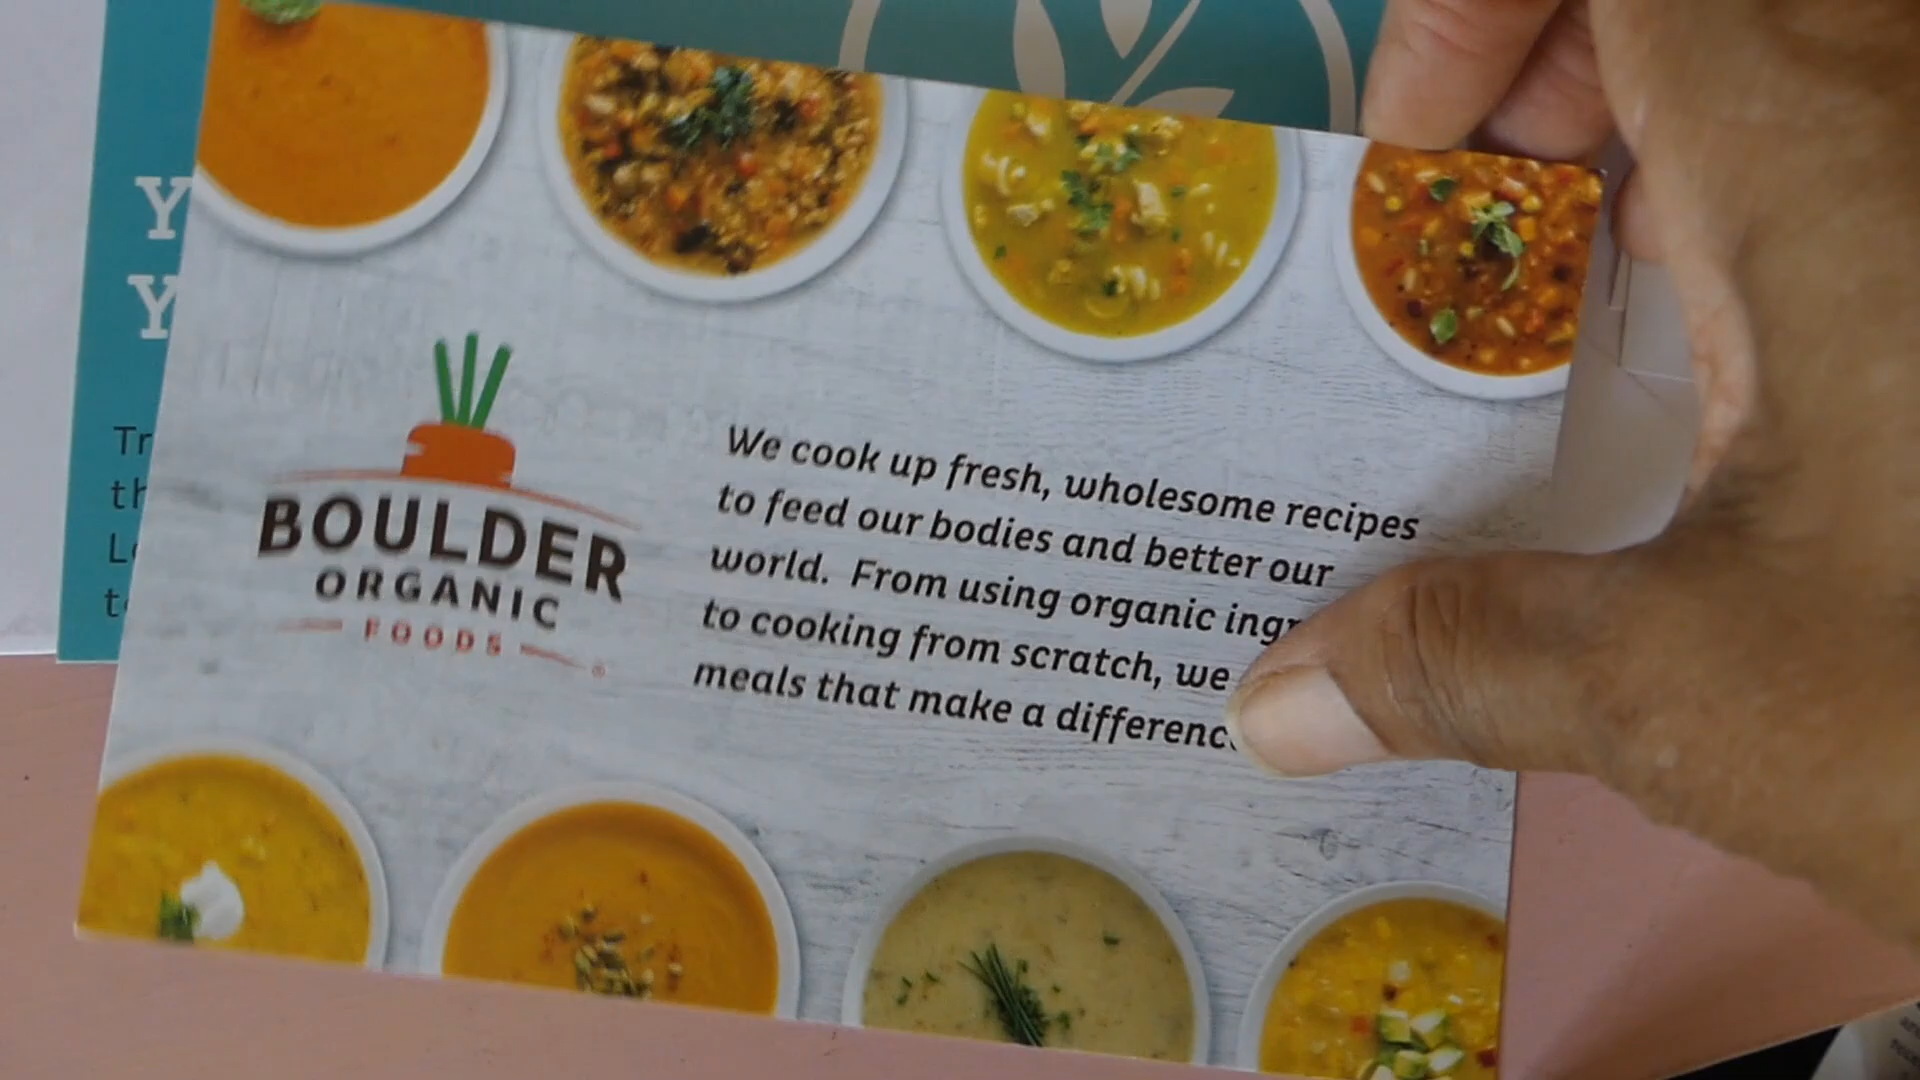 BOULDER
ORGANIC
FOODS
We cook up fresh, wholesome recipes
to feed our bodies and better our
world. From using organic
to cooking from scratch, we
meals that make a
Y
Y